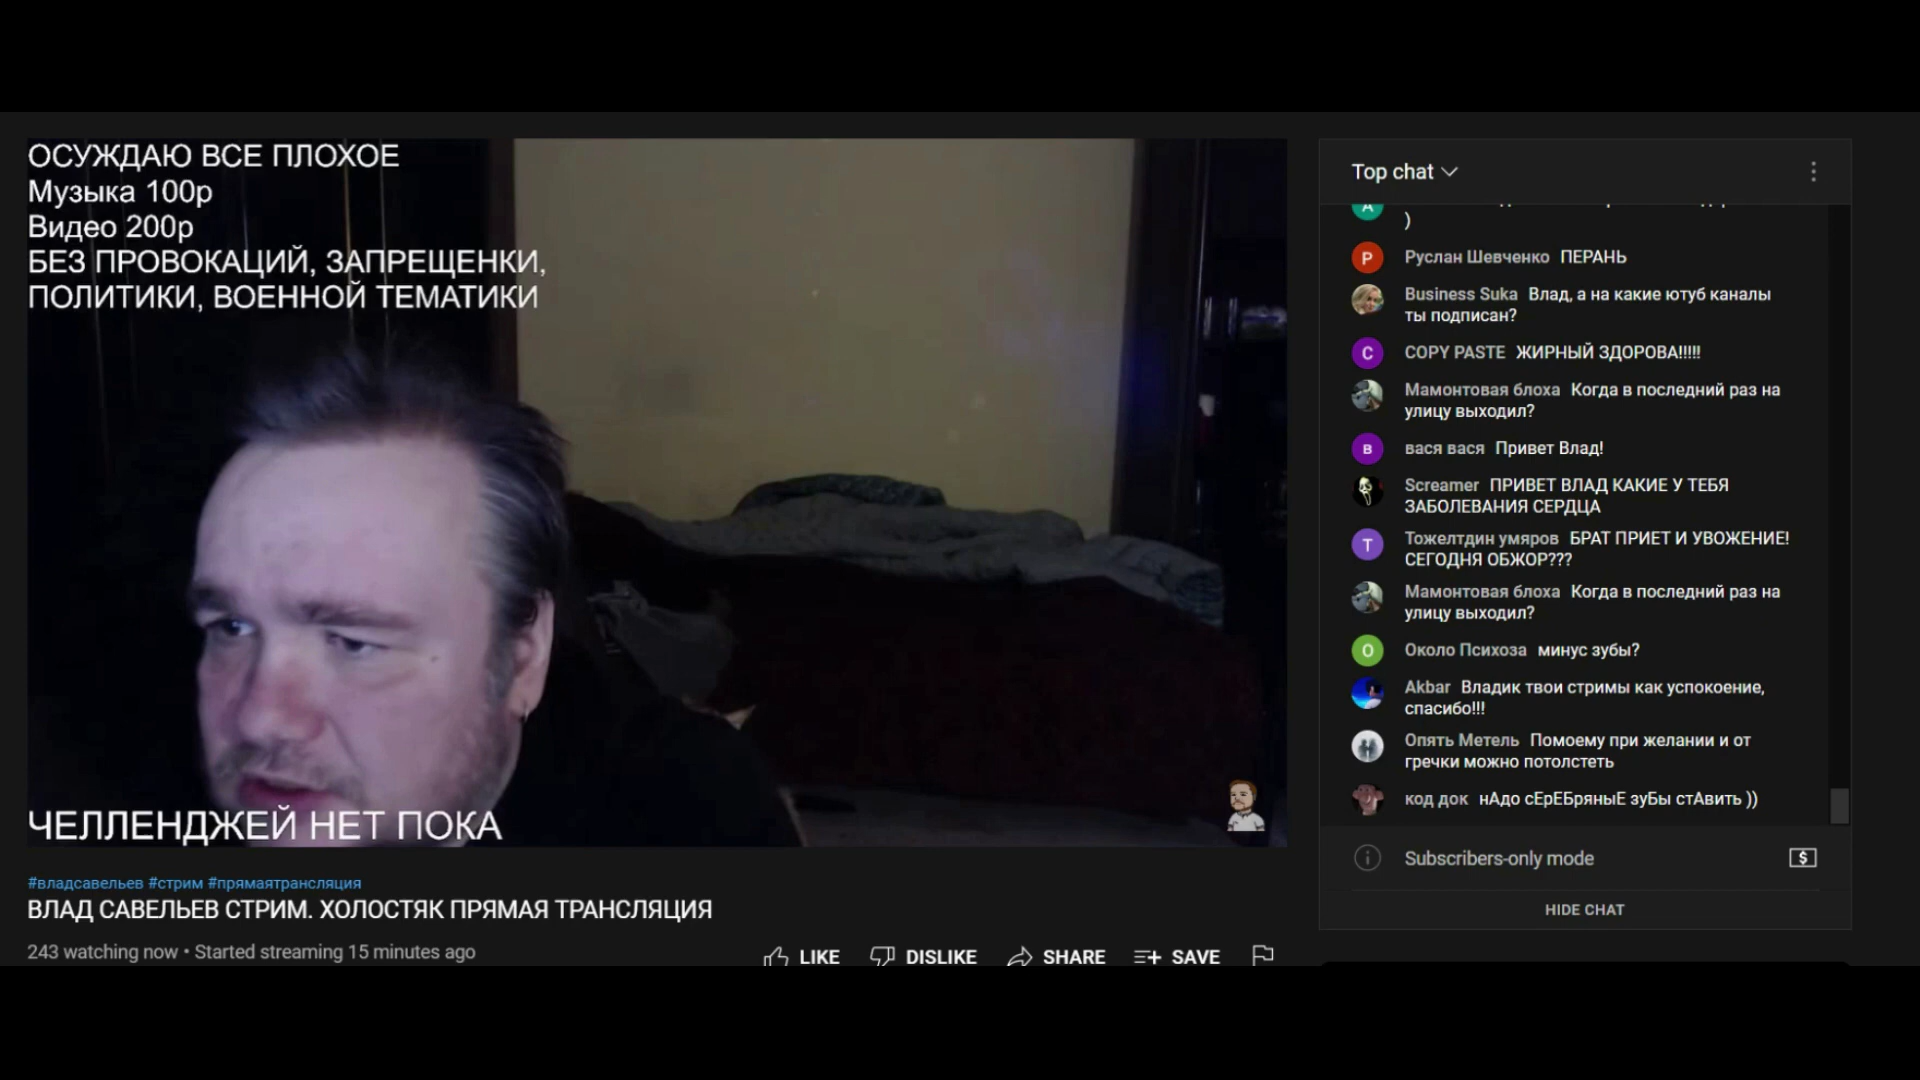 ОСУЖДАЮ ВСЕ ПЛОХОЕ
Музыка 100р
Видео 200р
БЕЗ ПРОВОКАЦИЙ, ЗАПРЕЩЕНКИ,
ПОЛИТИКИ, ВОЕННОЙ ТЕМАТИКИ
ЧЕЛЛЕНДЖЕЙ НЕТ ПОКА
#владсавельев #стрим #прямаятрансляция
ВЛАД САВЕЛЬЕВ СТРИМ. ХОЛОСТЯК ПРЯМАЯ ТРАНСЛЯЦИЯ
243 watching now • Started streaming 15 minutes ago
LIKE DISLIKE SHARE SAVE
Top chat
А
)
Р Руслан Шевченко ПЕРАНЬ
Business Suka Влад, а на какие ютуб каналы
ты подписан?
C COPY PASTE ЖИРНЫЙ ЗДОРОВА!!!!!
Мамонтовая блоха Когда в последний раз на
улицу выходил?
в вася вася Привет Влад!
Screamer ПРИВЕТ ВЛАД КАКИЕ У ТЕБЯ
ЗАБОЛЕВАНИЯ СЕРДЦА
Т Тожелтдин умяров БРАТ ПРИЕТ И УВОЖЕНИЕ!
СЕГОДНЯ ОБЖОР???
Мамонтовая блоха Когда в последний раз на
улицу выходил?
О Около Психоза минус зубы?
Akbar Владик твои стримы как успокоение,
спасибо!!!
Опять Метель Помоему при желании и от
гречки можно потолстеть
код док нАдо сЕрЕБряныЕ зуБы стАвить ))
Subscribers-only mode
$
HIDE CHAT